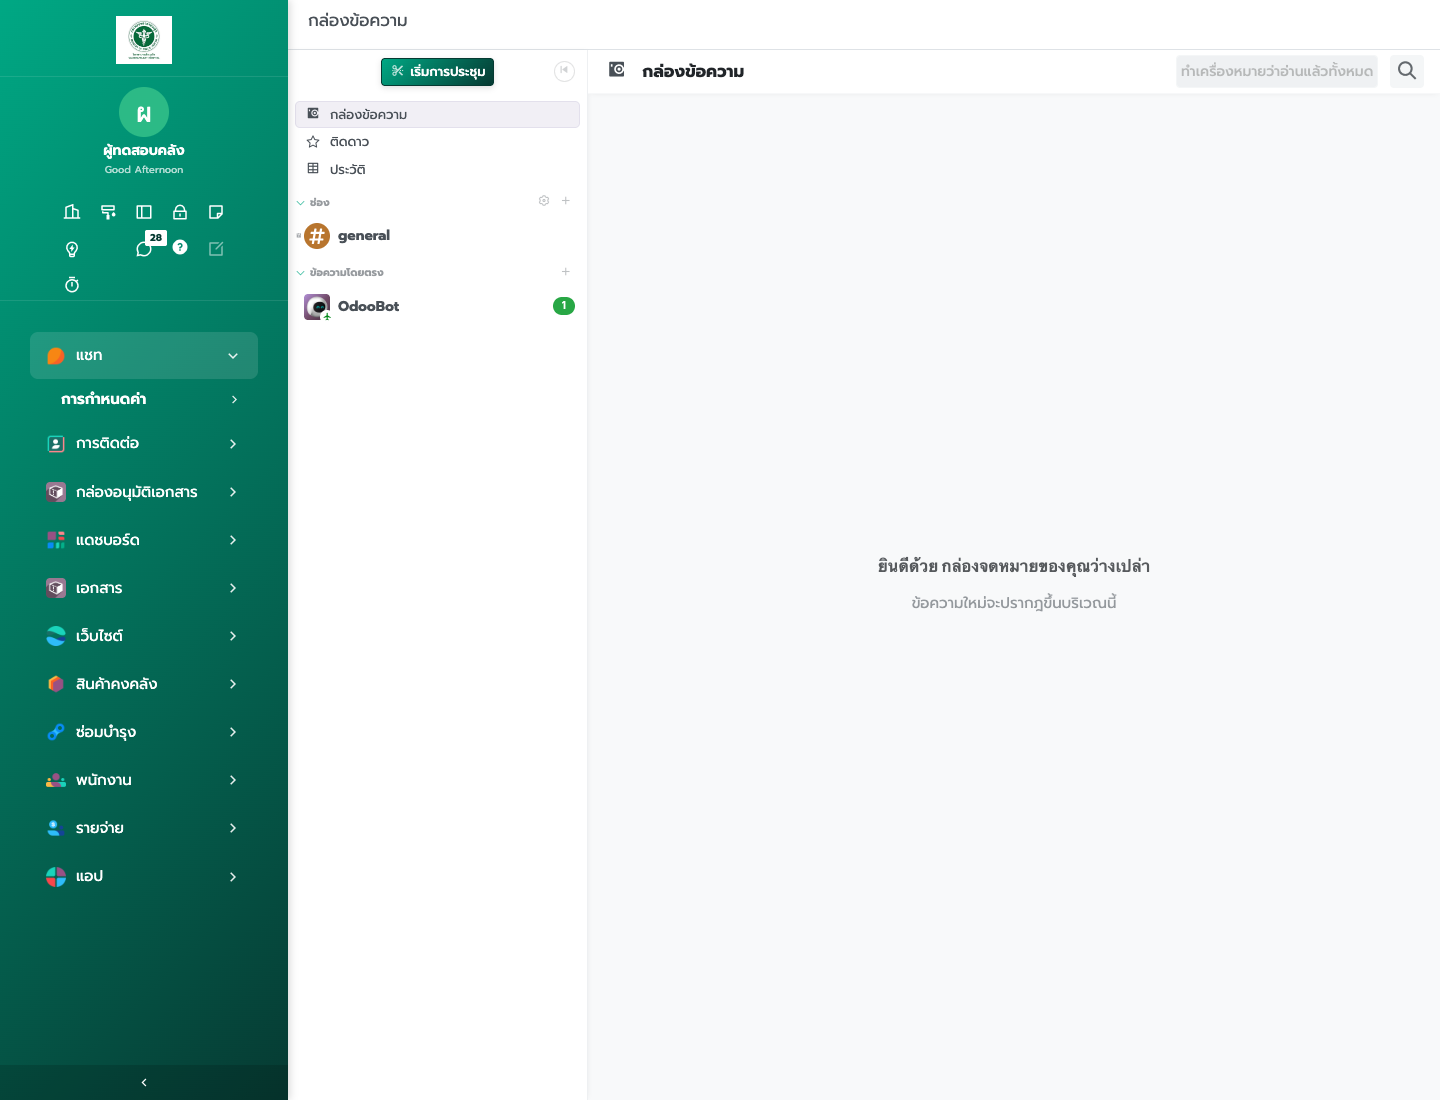 ผ
ผู้ทดสอบคลัง
Good Afternoon
28
?
แชท
การกำหนดค่า
การติดต่อ
กล่องอนุมัติเอกสาร
แดชบอร์ด
เอกสาร
เว็บไซต์
สินค้าคงคลัง
ซ่อมบำรุง
พนักงาน
รายจ่าย
แอป
กล่องข้อความ
เริ่มการประชุม
กล่องข้อความ
ติดดาว
ประวัติ
ช่อง
general
ข้อความโดยตรง
OdooBot
1
กล่องข้อความ
ทำเครื่องหมายว่าอ่านแล้วทั้งหมด
ยินดีด้วย กล่องจดหมายของคุณว่างเปล่า
ข้อความใหม่จะปรากฏขึ้นบริเวณนี้